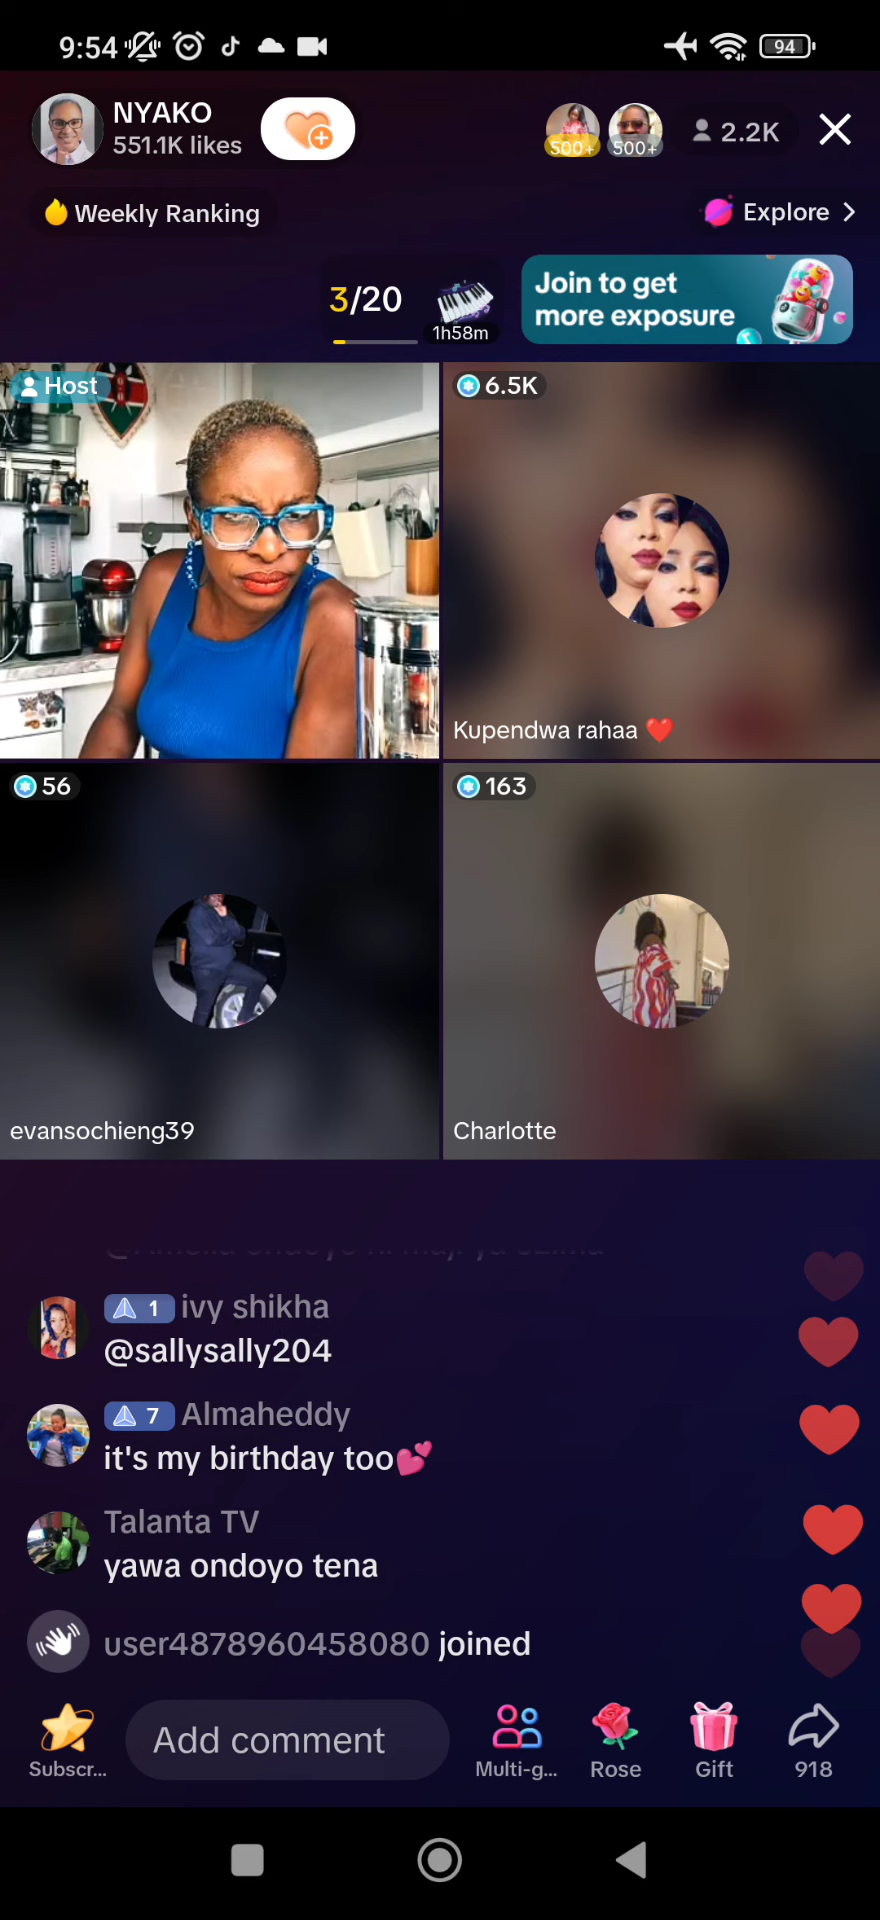 9:54
94
NYAKO
551.1K likes
500+
500+
2.2K
Weekly Ranking
Explore
3/20
1h58m
Join to get
more exposure
Host
6.5K
Kupendwa rahaa ❤️
56
163
evansochieng39
Charlotte
1 ivy shikha
@sallysally204
7 Almaheddy
it's my birthday too💕
Talanta TV
yawa ondoyo tena
user4878960458080 joined
Add comment
Subscr...
Multi-g...
Rose
Gift
918